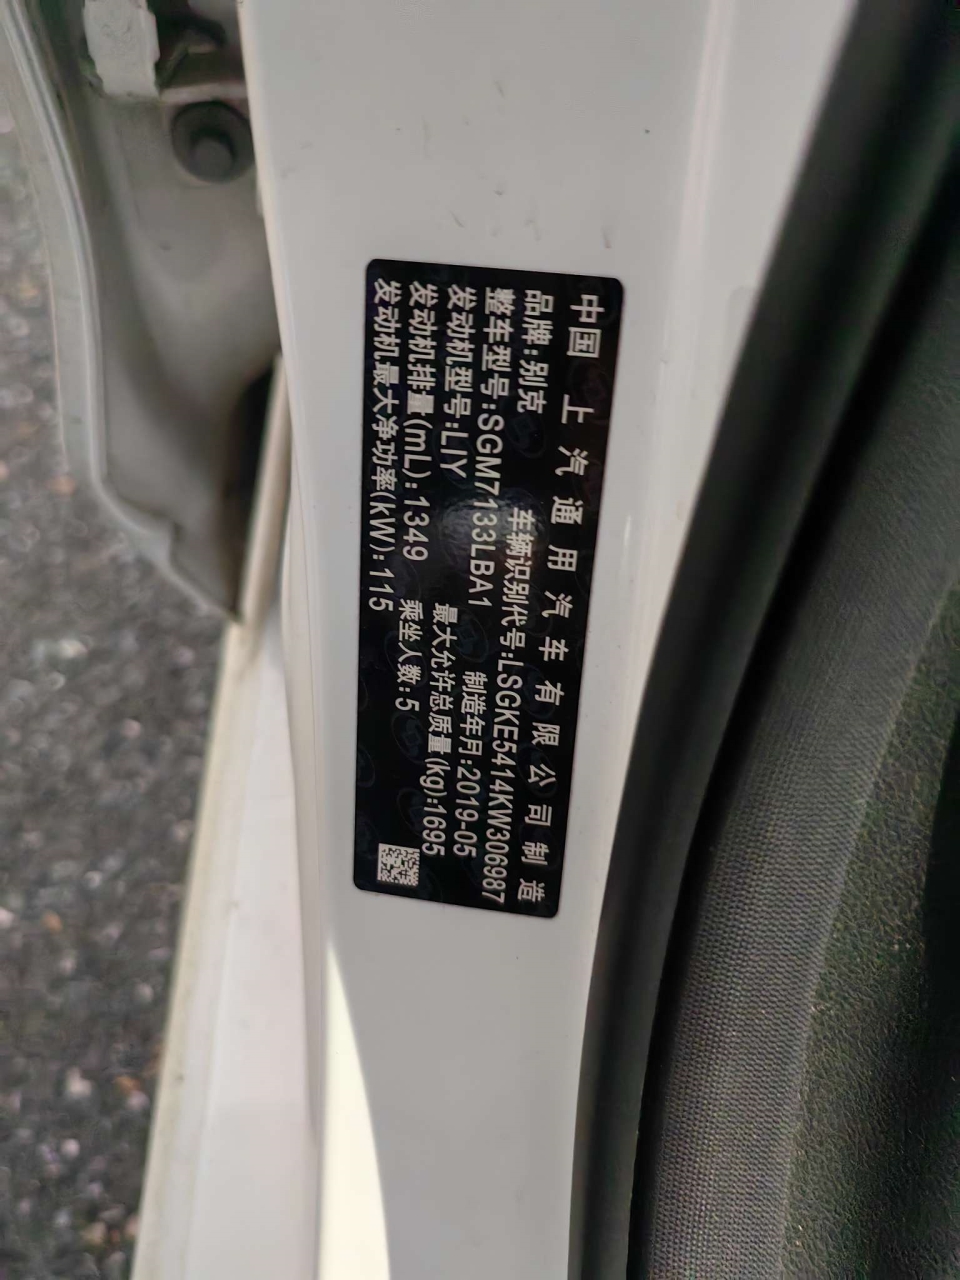 中国 上汽通用汽车有限公司制造
品牌:别克 车辆识别代号:LSGKE5414KW306987
整车型号:SGM7133LBA1 制造年月:2019-05
发动机型号:LIY 最大允许总质量(kg):1695
发动机排量(mL):1349 乘坐人数:5
发动机最大净功率(kW):115